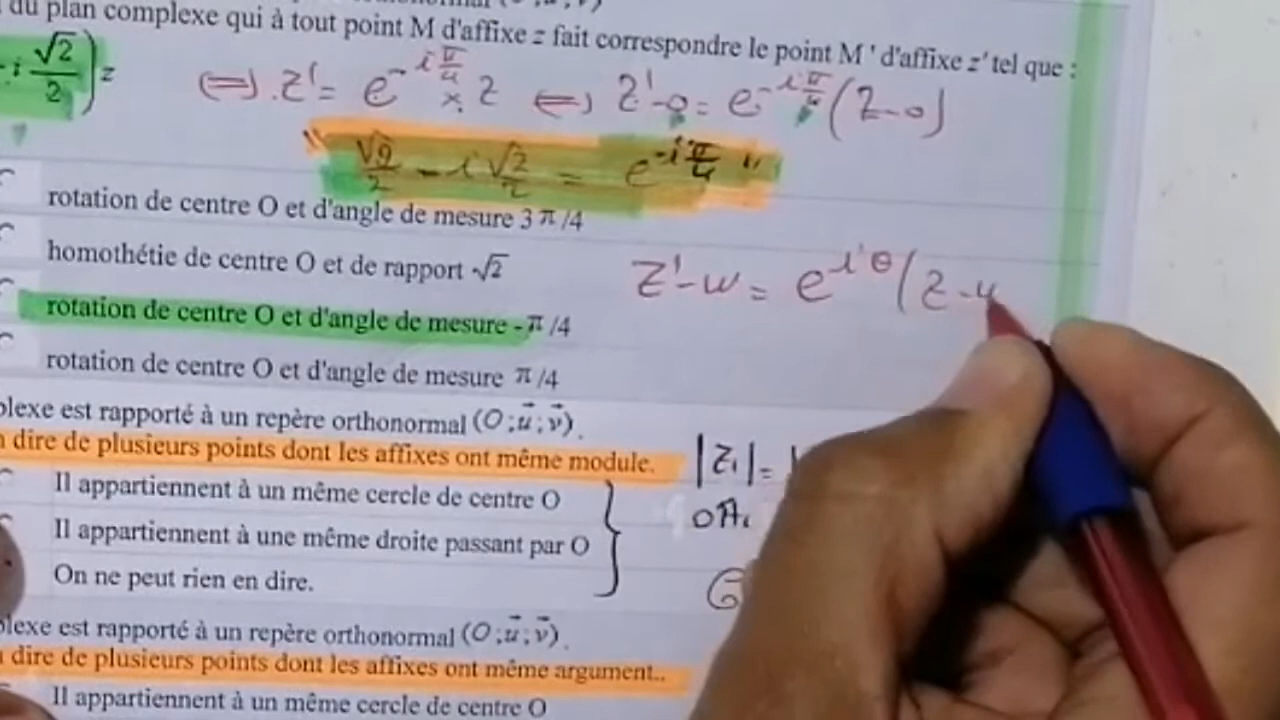 du plan complexe qui à tout point M d'affixe z fait correspondre le point M ' d'affixe z' tel que :
-i √2/2) z ⇔ z' = e^-iπ/4 × z ⇔ z'-0 = e^-iπ/4 (z-0)
" √2/2 - i √2/2 = e^-iπ/4 "
rotation de centre O et d'angle de mesure 3 π /4
homothétie de centre O et de rapport √2
z'-w = e^iθ (z-
rotation de centre O et d'angle de mesure - π /4
rotation de centre O et d'angle de mesure π /4
plexe est rapporté à un repère orthonormal (O ; u ; v) .
dire de plusieurs points dont les affixes ont même module.
|z₁| =
Il appartiennent à un même cercle de centre O
OA₁
Il appartiennent à une même droite passant par O
On ne peut rien en dire.
plexe est rapporté à un repère orthonormal (O ; u ; v) .
dire de plusieurs points dont les affixes ont même argument..
Il appartiennent à un même cercle de centre O